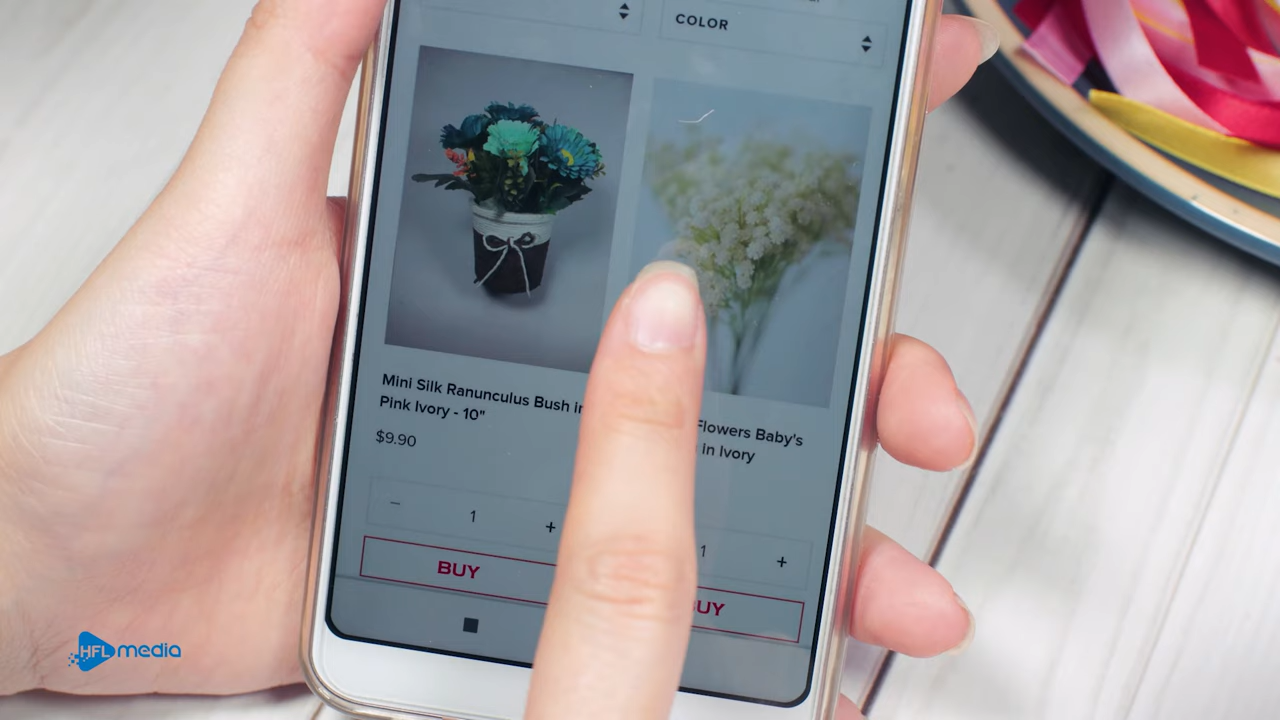 COLOR
Mini Silk Ranunculus Bush in
Pink Ivory - 10"
$9.90
Flowers Baby's
in Ivory
− 1 +
1 +
BUY
BUY
HFL media